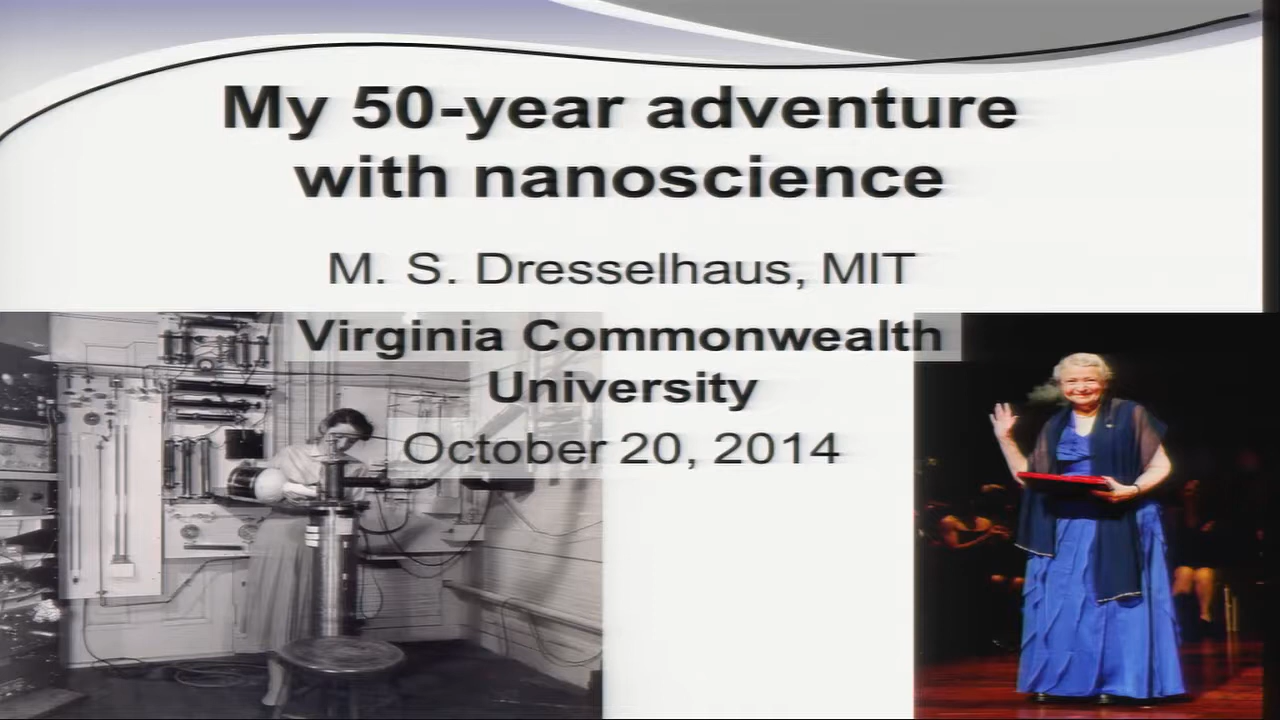 My 50-year adventure
with nanoscience
M. S. Dresselhaus, MIT
Virginia Commonwealth
University
October 20, 2014